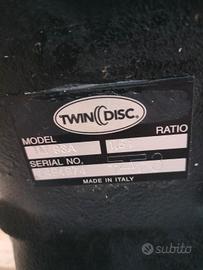 TWIN DISC®
MODEL RATIO
SERIAL NO.
MADE IN ITALY
subito